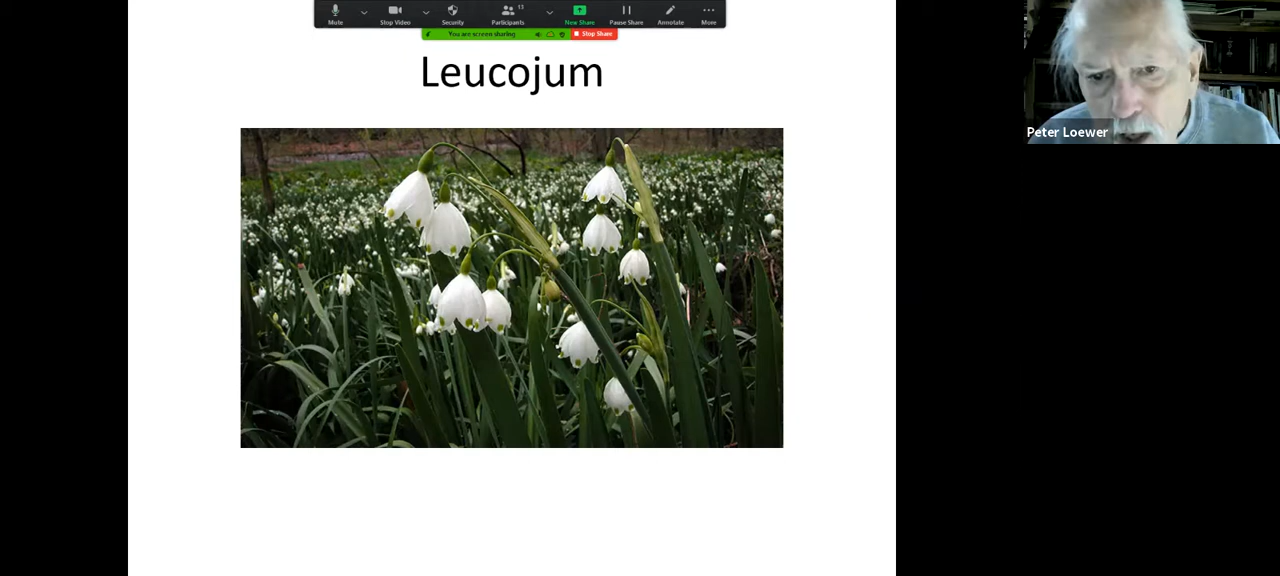 13
Mute
Stop Video
Security
Participants
New Share
Pause Share
Annotate
More
You are screen sharing
Stop Share
Leucojum
Peter Loewer